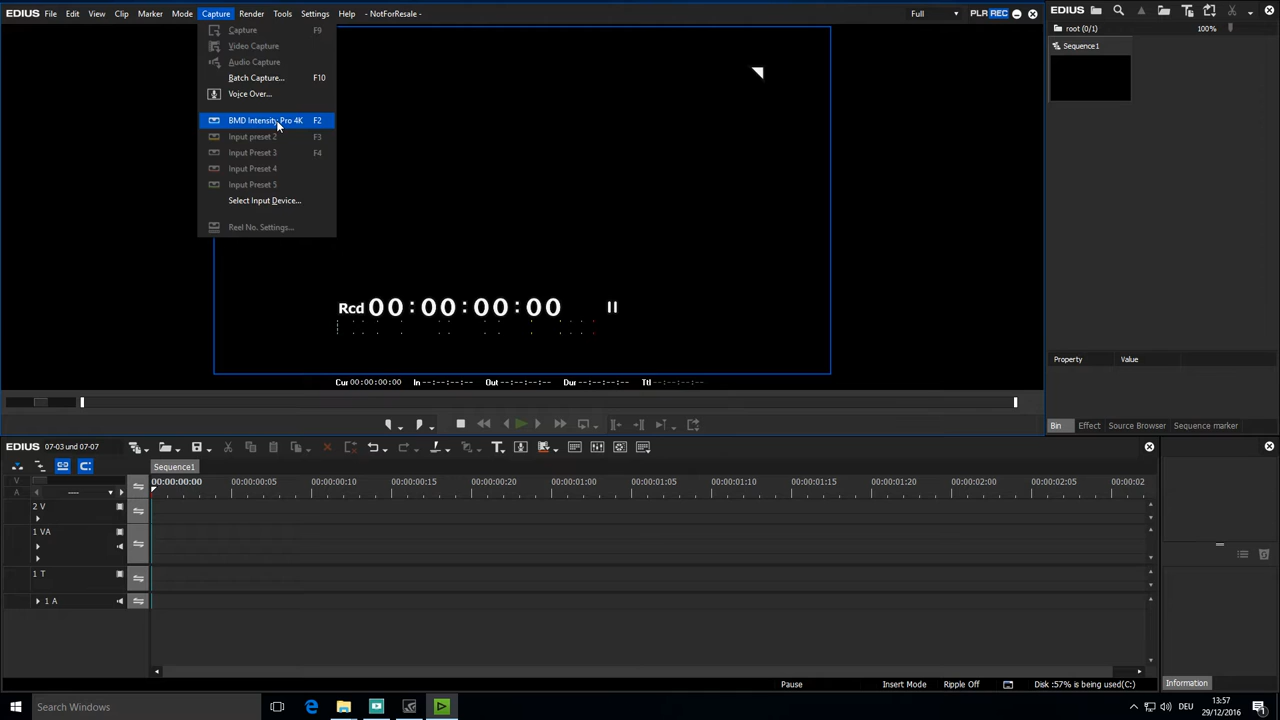 EDIUS File Edit View Clip Marker Mode Capture Render Tools Settings Help - NotForResale - Full PLR REC EDIUS
Capture F9
Video Capture
Audio Capture
Batch Capture... F10
Voice Over...
BMD Intensity Pro 4K F2
Input preset 2 F3
Input Preset 3 F4
Input Preset 4
Input Preset 5
Select Input Device...
Reel No. Settings...
root (0/1) 100%
Sequence1
Rcd 00:00:00:00
Cur 00:00:00:00 In --:--:--:-- Out --:--:--:-- Dur --:--:--:-- Ttl --:--:--:--
Property Value
Bin Effect Source Browser Sequence marker
EDIUS 07-03 und 07-07
Sequence1
V
A
00:00:00:00 00:00:00:05 00:00:00:10 00:00:00:15 00:00:00:20 00:00:01:00 00:00:01:05 00:00:01:10 00:00:01:15 00:00:01:20 00:00:02:00 00:00:02:05 00:00:02:10 00:00:02
2 V
1 VA
1 T
1 A
Pause Insert Mode Ripple Off Disk :57% is being used(C:) Information
Search Windows
DEU
13:57
29/12/2016